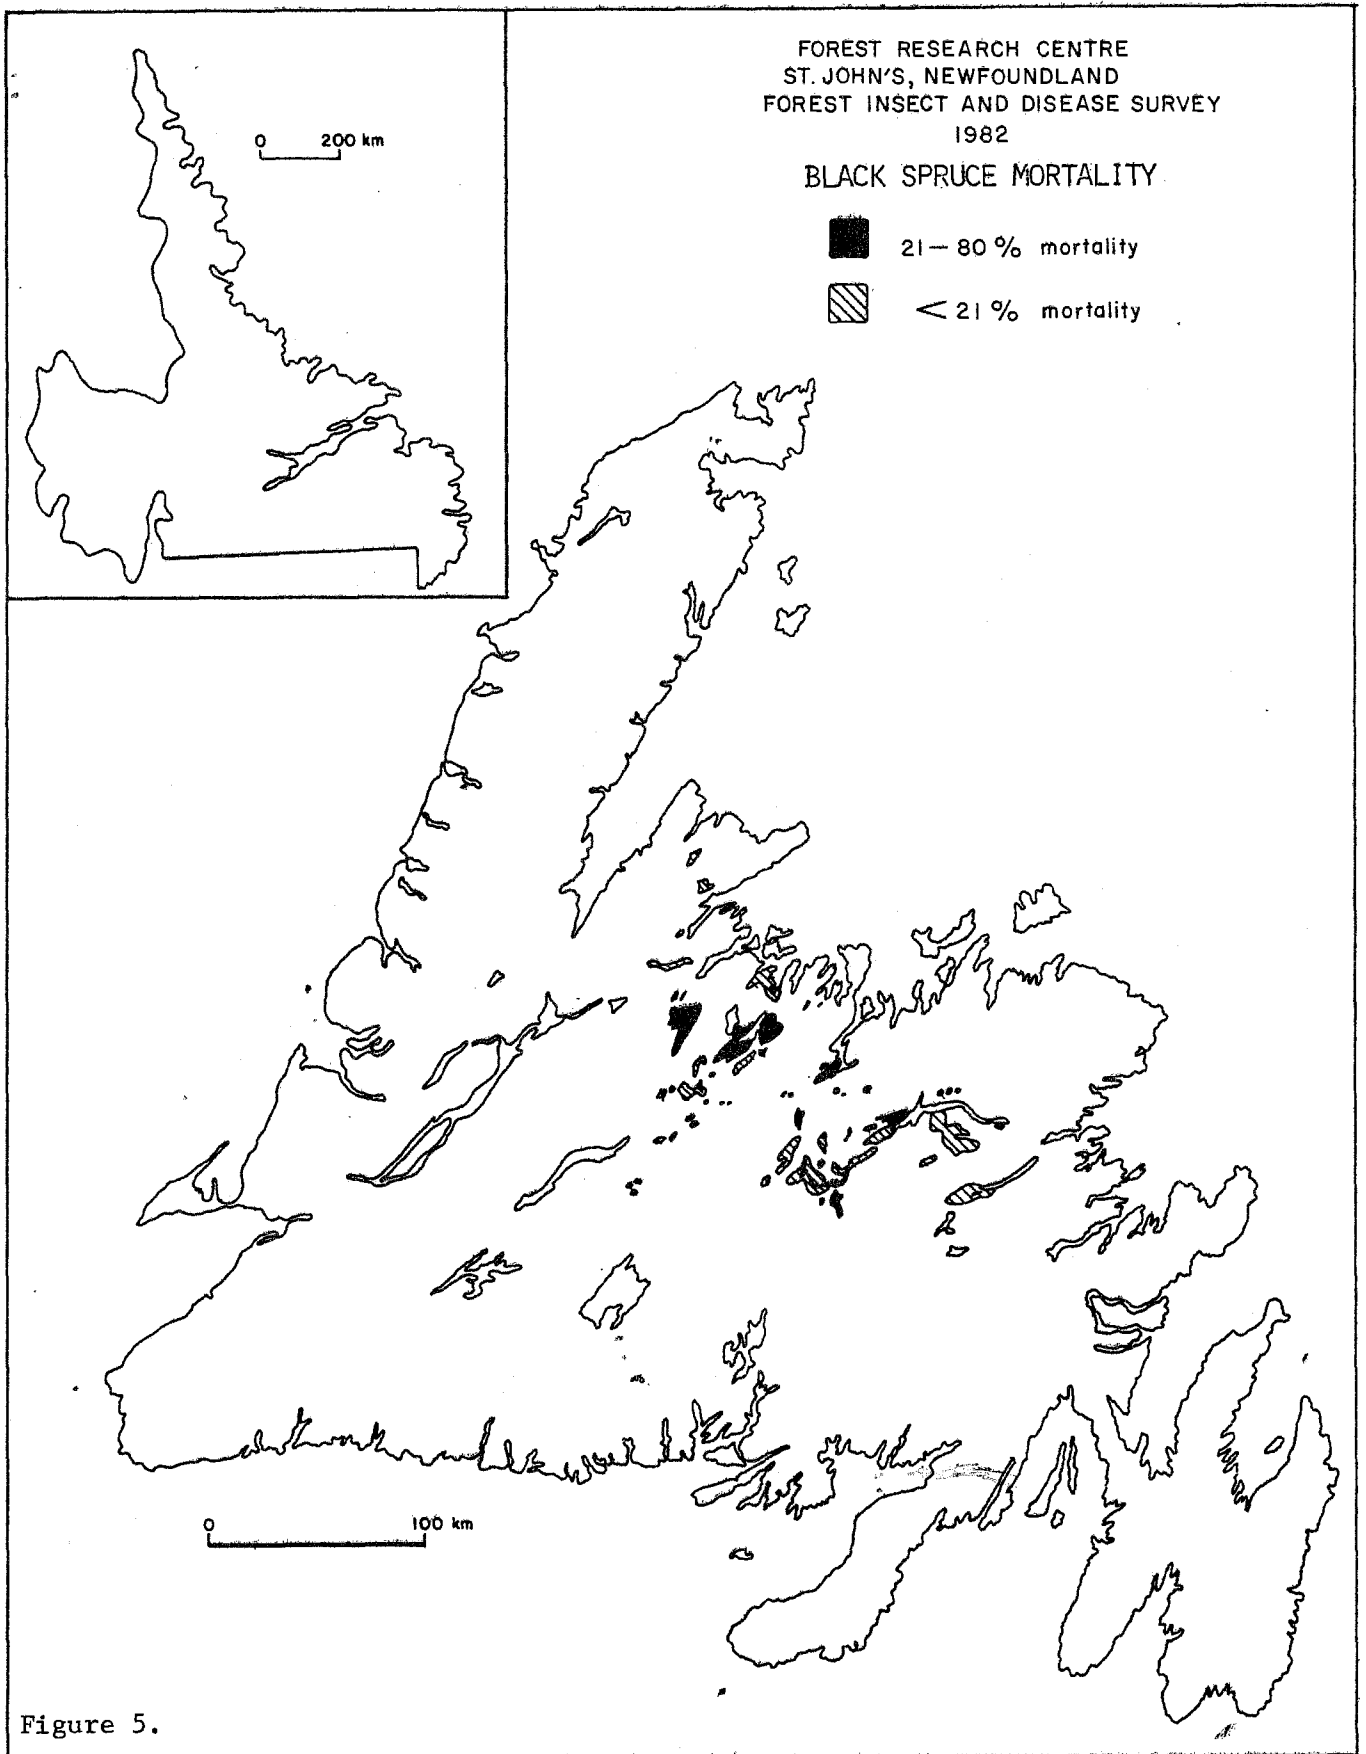 FOREST RESEARCH CENTRE
ST. JOHN'S, NEWFOUNDLAND
FOREST INSECT AND DISEASE SURVEY
1982
BLACK SPRUCE MORTALITY
21-80% mortality
<21% mortality
0 200 km
0 100 km
Figure 5.